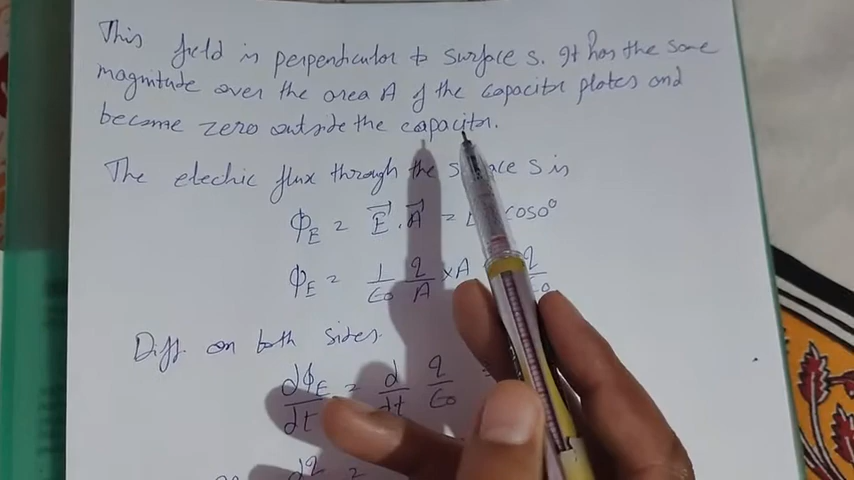 This field is perpendicular to surface S. It has the same
magnitude over the area A of the capacitor plates and
become zero outside the capacitor.
The electric flux through the surface S is
ϕ_E = E⃗ . A⃗ = cos0°
ϕ_E = 1/ϵ₀ q/A × A
Diff. on both sides.
dϕ_E/dt = d/dt q/ϵ₀ =
dq =